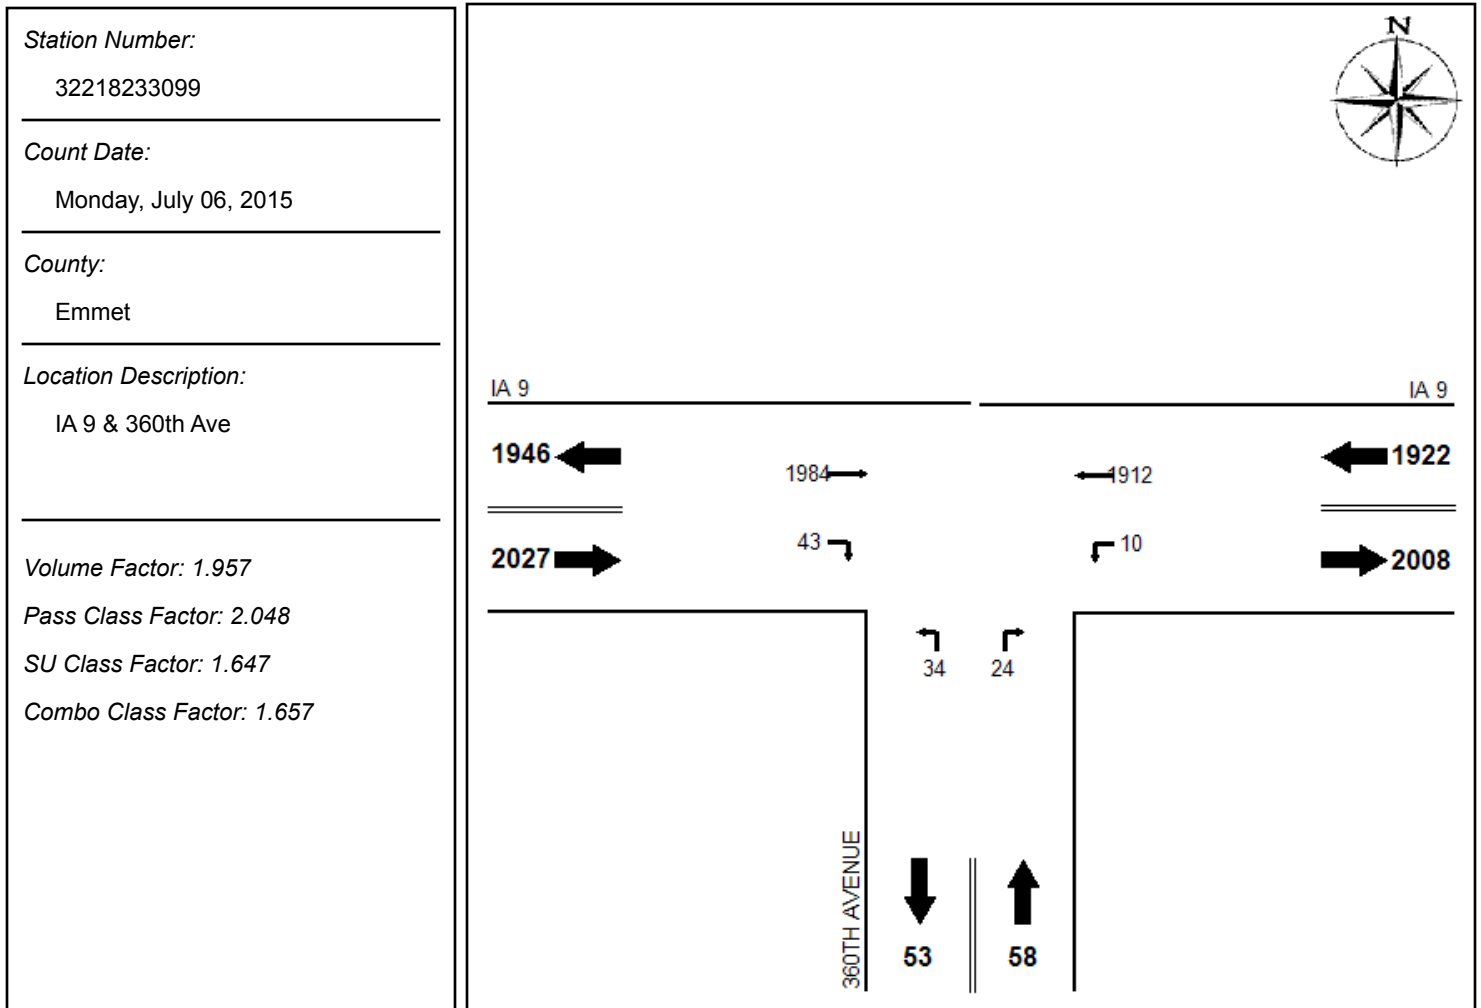 Station Number:
32218233099
Count Date:
Monday, July 06, 2015
County:
Emmet
Location Description:
IA 9 & 360th Ave
Volume Factor: 1.957
Pass Class Factor: 2.048
SU Class Factor: 1.647
Combo Class Factor: 1.657
N
IA 9
IA 9
1946
1984
1912
1922
2027
43
10
2008
34
24
360TH AVENUE
53
58